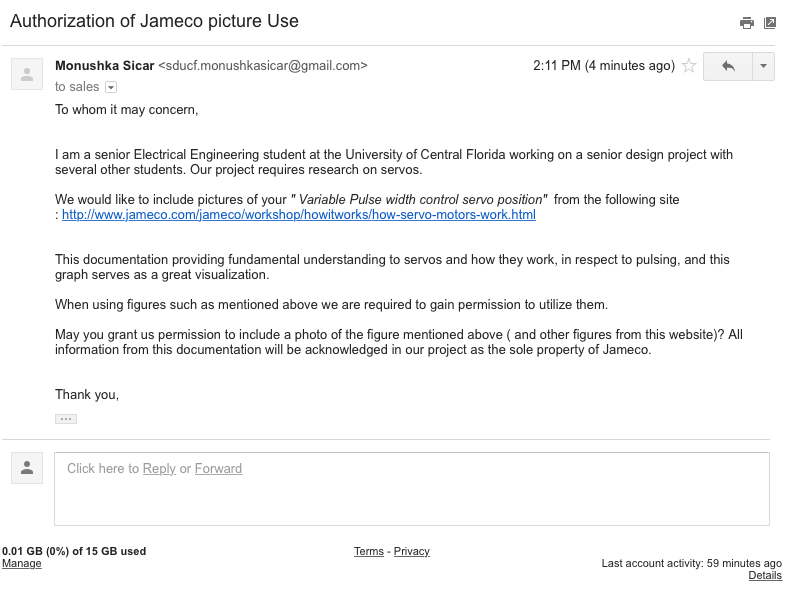 Authorization of Jameco picture Use
Monushka Sicar <sducf.monushkasicar@gmail.com>
2:11 PM (4 minutes ago)
to sales
To whom it may concern,
I am a senior Electrical Engineering student at the University of Central Florida working on a senior design project with
several other students. Our project requires research on servos.
We would like to include pictures of your " Variable Pulse width control servo position"  from the following site
: http://www.jameco.com/jameco/workshop/howitworks/how-servo-motors-work.html
This documentation providing fundamental understanding to servos and how they work, in respect to pulsing, and this
graph serves as a great visualization.
When using figures such as mentioned above we are required to gain permission to utilize them.
May you grant us permission to include a photo of the figure mentioned above ( and other figures from this website)? All
information from this documentation will be acknowledged in our project as the sole property of Jameco.
Thank you,
...
Click here to Reply or Forward
0.01 GB (0%) of 15 GB used
Manage
Terms - Privacy
Last account activity: 59 minutes ago
Details